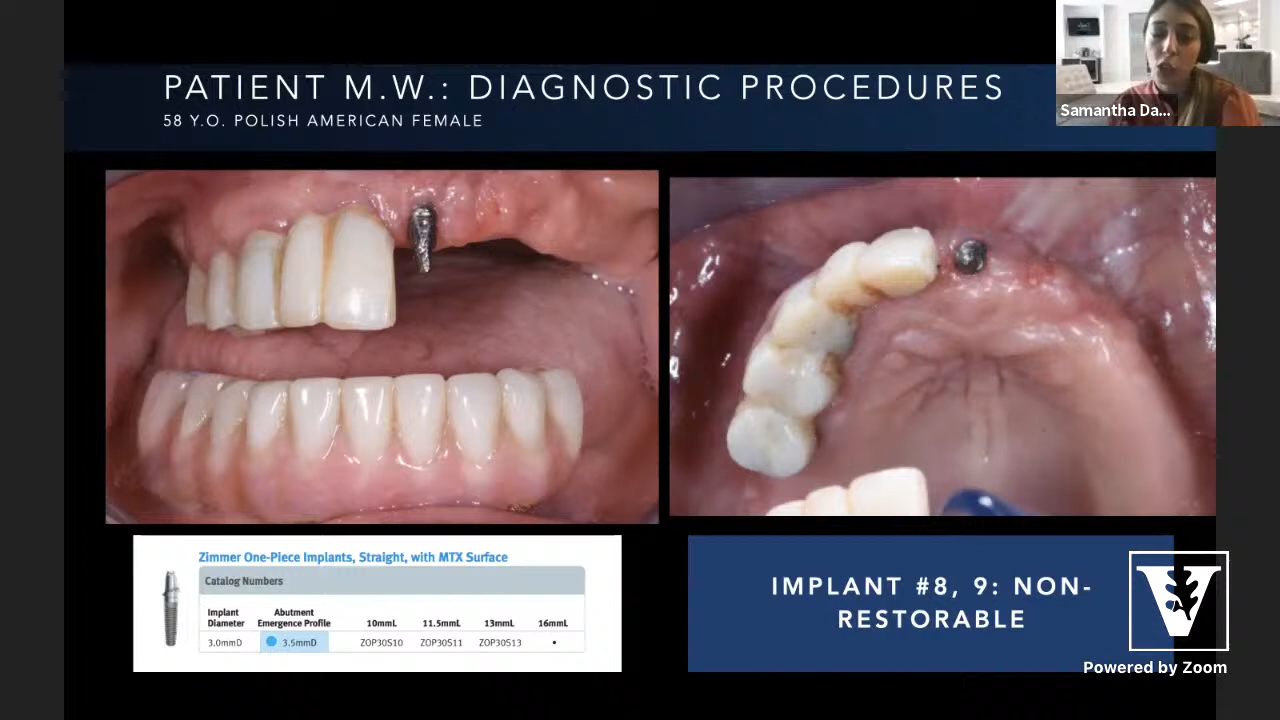 PATIENT M.W.: DIAGNOSTIC PROCEDURES
58 Y.O. POLISH AMERICAN FEMALE
Samantha Da...
Zimmer One-Piece Implants, Straight, with MTX Surface
Catalog Numbers
Implant Diameter Abutment Emergence Profile 10mmL 11.5mmL 13mmL 16mmL
3.0mmD 3.5mmD ZOP30S10 ZOP30S11 ZOP30S13 •
IMPLANT #8, 9: NON-
RESTORABLE
V
Powered by Zoom